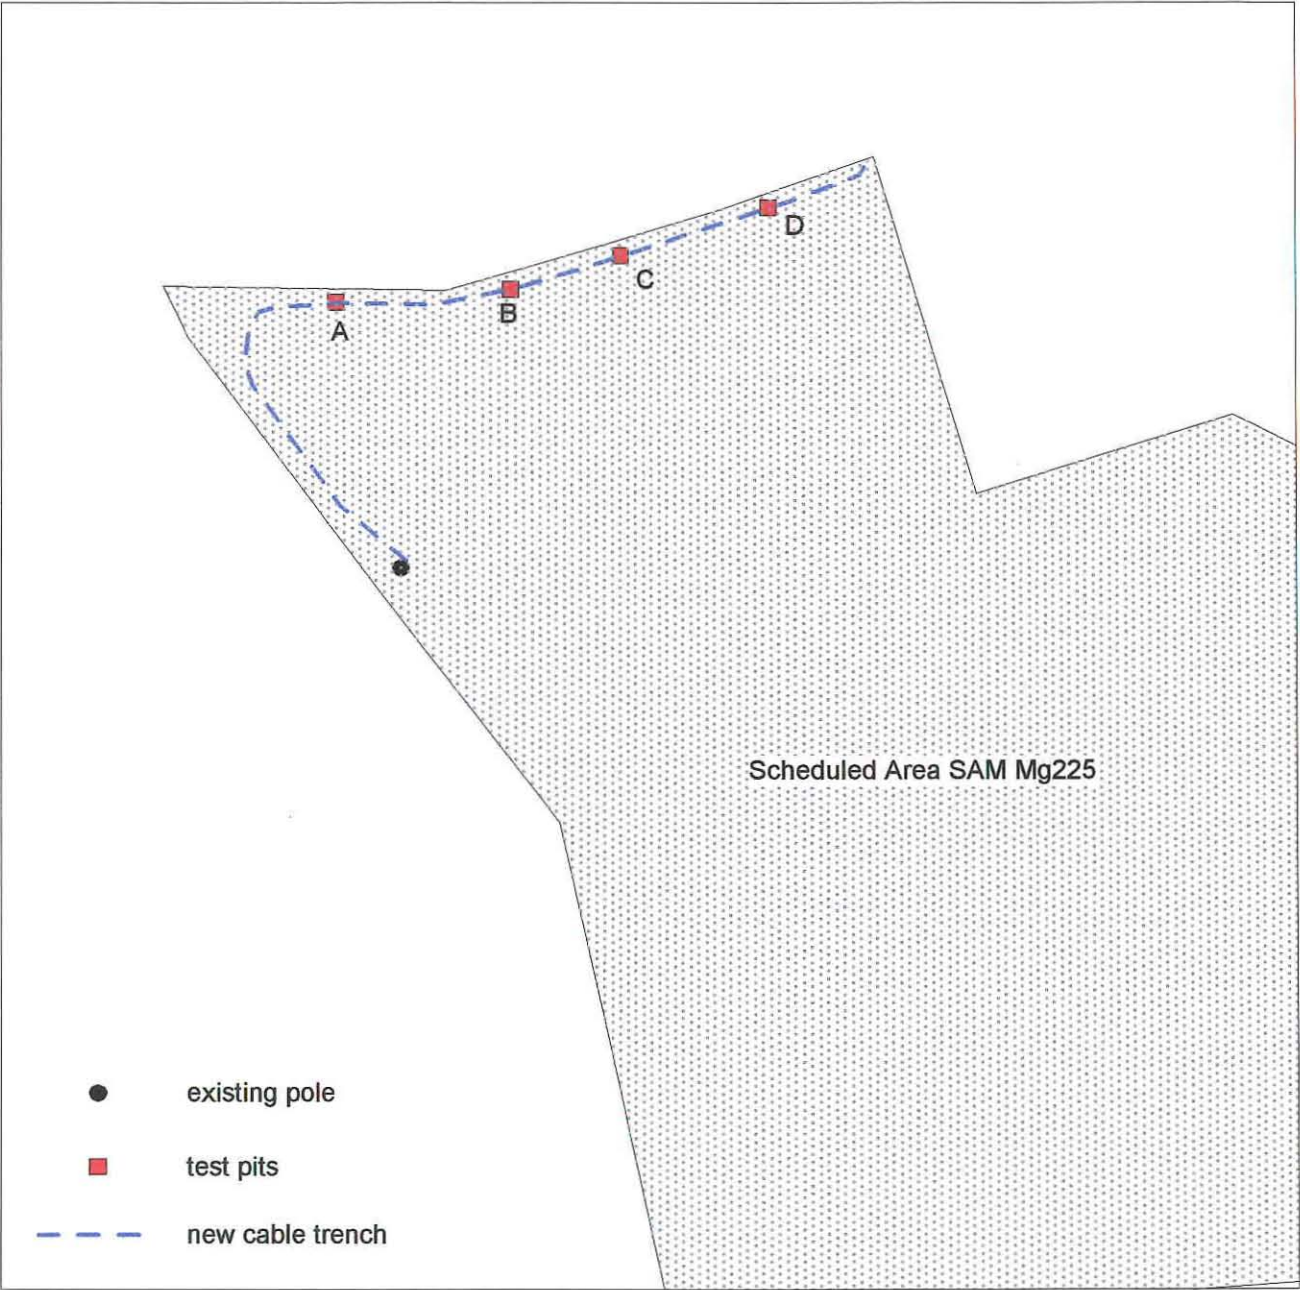 D
C
B
A
Scheduled Area SAM Mg225
existing pole
test pits
new cable trench